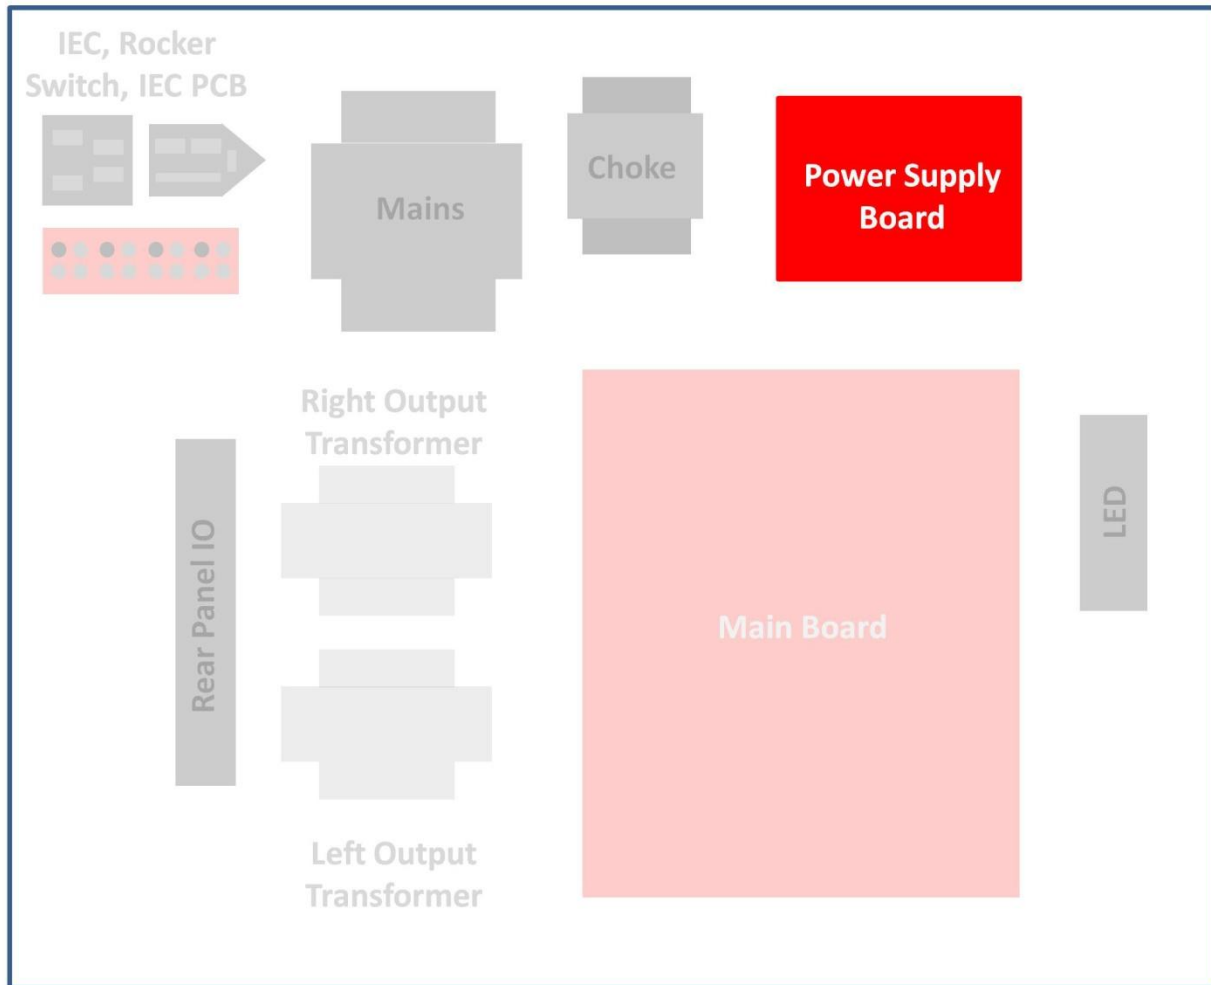 IEC, Rocker
Switch, IEC PCB
Mains
Choke
Power Supply
Board
Right Output
Transformer
Rear Panel IO
Main Board
LED
Left Output
Transformer